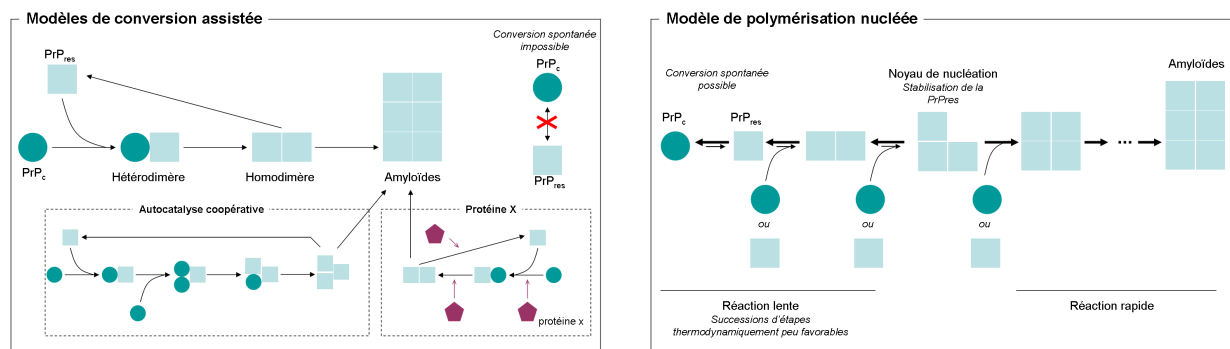 Modèles de conversion assistée
Conversion spontanée
impossible
PrPc
PrPres
PrPres
PrPc
Hétérodimère
Homodimère
Amyloïdes
Autocatalyse coopérative
Protéine X
protéine x
Modèle de polymérisation nucléée
Conversion spontanée
possible
PrPc
PrPres
Noyau de nucléation
Stabilisation de la
PrPres
Amyloïdes
...
ou
ou
ou
Réaction lente
Successions d'étapes
thermodynamiquement peu favorables
Réaction rapide